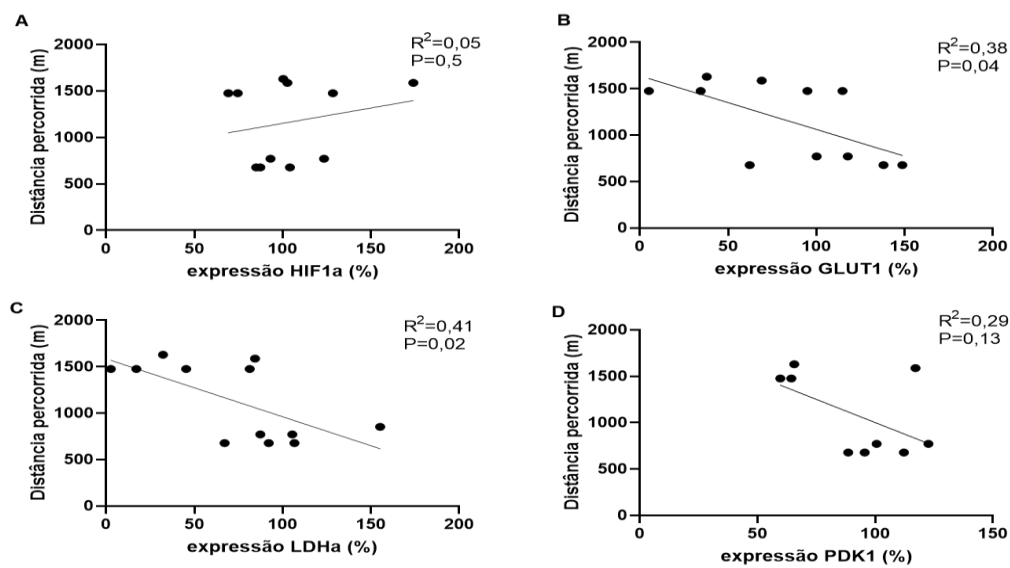 A
R²=0,05
P=0,5
Distância percorrida (m)
2000
1500
1000
500
0
0 50 100 150 200
expressão HIF1a (%)
B
R²=0,38
P=0,04
Distância percorrida (m)
2000
1500
1000
500
0
0 50 100 150 200
expressão GLUT1 (%)
C
R²=0,41
P=0,02
Distância percorrida (m)
2000
1500
1000
500
0
0 50 100 150 200
expressão LDHa (%)
D
R²=0,29
P=0,13
Distância percorrida (m)
2000
1500
1000
500
0
0 50 100 150
expressão PDK1 (%)